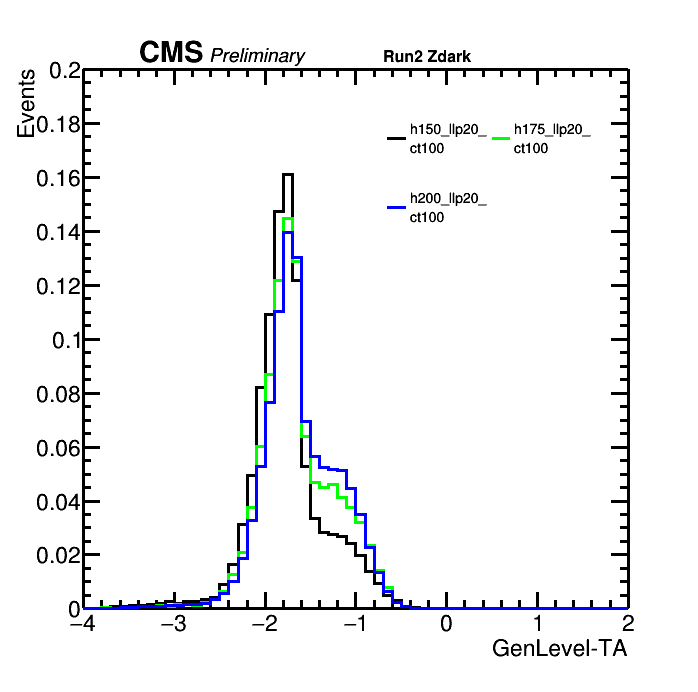 CMS Preliminary Run2 Zdark
Events
0.2
0.18
0.16
0.14
0.12
0.1
0.08
0.06
0.04
0.02
0
h150_llp20_
ct100
h175_llp20_
ct100
h200_llp20_
ct100
−4 −3 −2 −1 0 1 2
GenLevel-TA